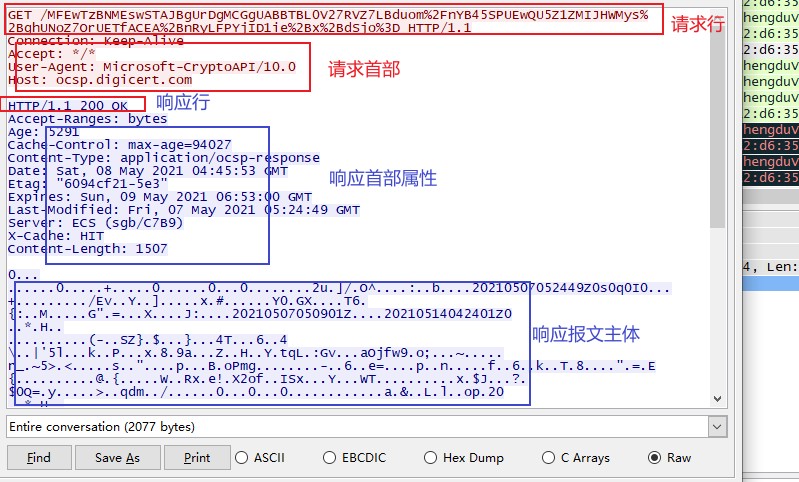 GET /MFEwTzBNMEswSTAJBgUrDgMCGgUABBTBL0V27RVZ7LBduom%2FnYB45SPUEwQU5Z1ZMIJHWMys% 请求行
2BghUNoZ7OrUETfACEA%2BnRyLFPYjID1ie%2Bx%2BdSjo%3D HTTP/1.1
Connection: Keep-Alive
Accept: */*
User-Agent: Microsoft-CryptoAPI/10.0 请求首部
Host: ocsp.digicert.com
HTTP/1.1 200 OK 响应行
Accept-Ranges: bytes
Age: 5291
Cache-Control: max-age=94027
Content-Type: application/ocsp-response
Date: Sat, 08 May 2021 04:45:53 GMT
Etag: "6094cf21-5e3" 响应首部属性
Expires: Sun, 09 May 2021 06:53:00 GMT
Last-Modified: Fri, 07 May 2021 05:24:49 GMT
Server: ECS (sgb/C7B9)
X-Cache: HIT
Content-Length: 1507
0...
.......0.....+.....0......0...0........2u.]/.o^....:..b....20210507052449Z0s0q0I0...
+........./Ev..Y..].....x.#......Y0.GX....T6.
{:..M.....G".=...X....J:....20210507050901Z....20210514042401Z0
..*.H..
..........(-..SZ}.$...}...4T...6..4
\..|'5l...k..P...x.8.9a...Z..H..Y.tqL.:Gv...aOjfw9.o;...~..... 响应报文主体
n_.~5>.<.....s.."....p...B.oPmg........-..6..e=....p..n.....f..6..k..T.8....".=.E
{..........@.{.....W..Rx.e!.X2of..ISx...Y...WT..........x.$J...?.
$OQ=.y.....>..qdm../......0...0...0............a.&..L.l..op.20
..*.H..
Entire conversation (2077 bytes)
Find Save As Print ASCII EBCDIC Hex Dump C Arrays Raw
hengduV
2:d6:35
hengduV
2:d6:35
hengduV
hengduV
hengduV
2:d6:35
hengduV
2:d6:35
hengduV
2:d6:35
4, Len: